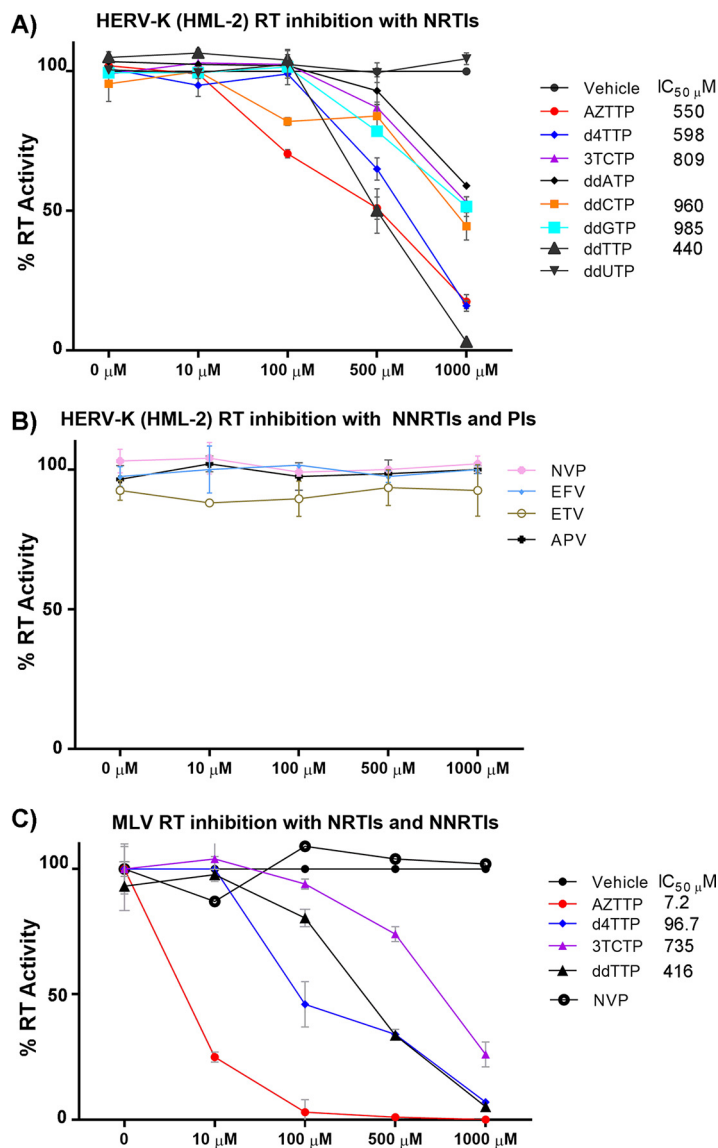 A)
HERV-K (HML-2) RT inhibition with NRTIs
% RT Activity
100
50
0
0 μM 10 μM 100 μM 500 μM 1000 μM
Vehicle IC50 μM
AZTTP 550
d4TTP 598
3TCTP 809
ddATP
ddCTP 960
ddGTP 985
ddTTP 440
ddUTP
B)
HERV-K (HML-2) RT inhibition with NNRTIs and PIs
% RT Activity
100
50
0
0 μM 10 μM 100 μM 500 μM 1000 μM
NVP
EFV
ETV
APV
C)
MLV RT inhibition with NRTIs and NNRTIs
% RT Activity
100
50
0
0 10 μM 100 μM 500 μM 1000 μM
Vehicle IC50 μM
AZTTP 7.2
d4TTP 96.7
3TCTP 735
ddTTP 416
NVP